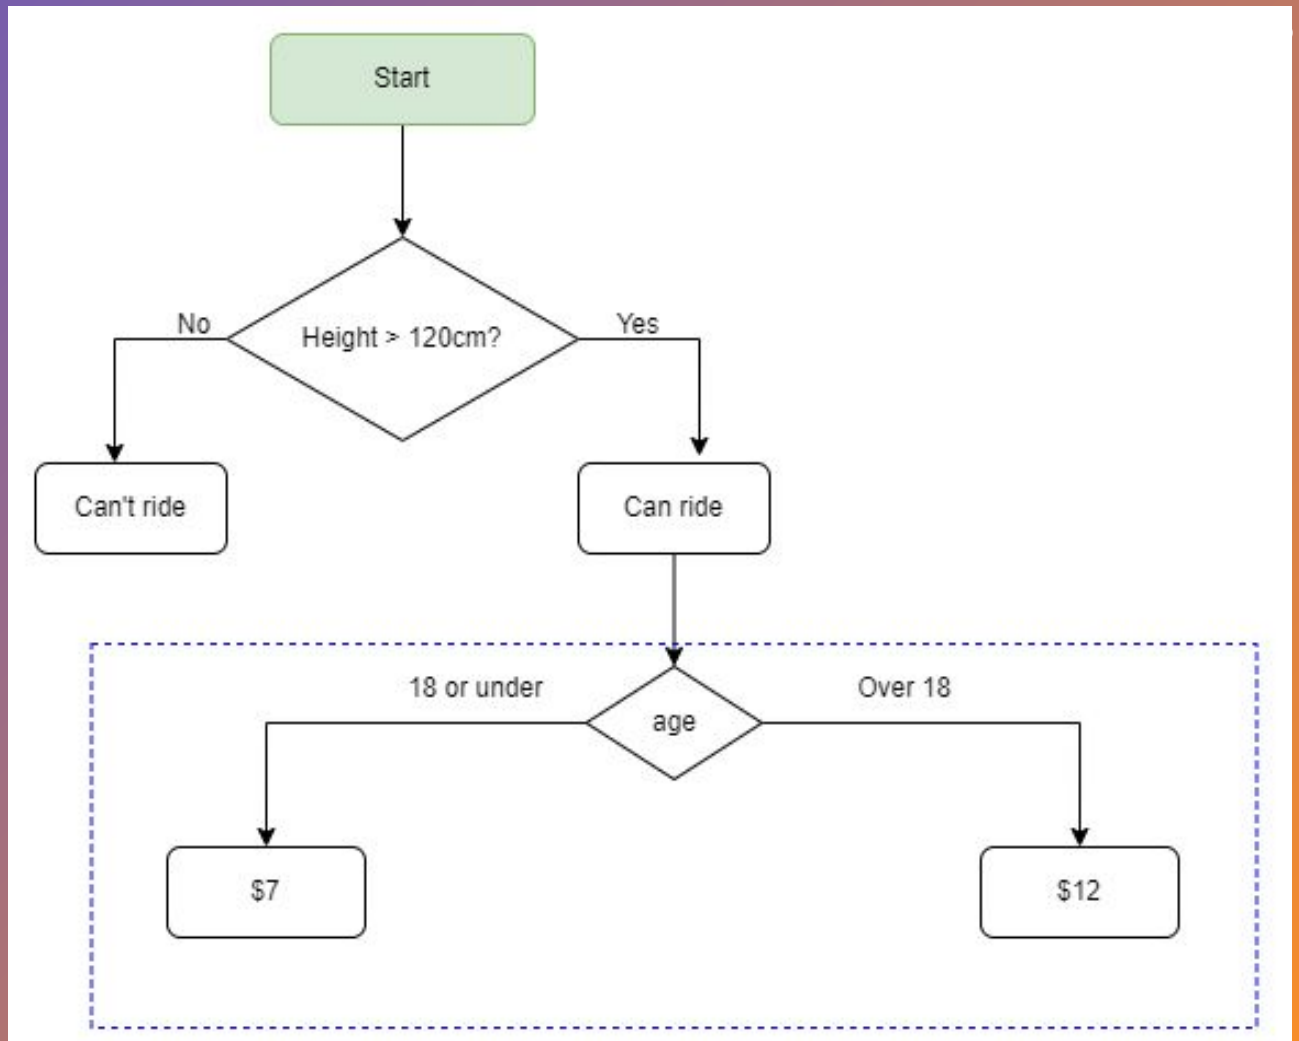 Start
Height > 120cm?
No
Yes
Can't ride
Can ride
18 or under
age
Over 18
$7
$12